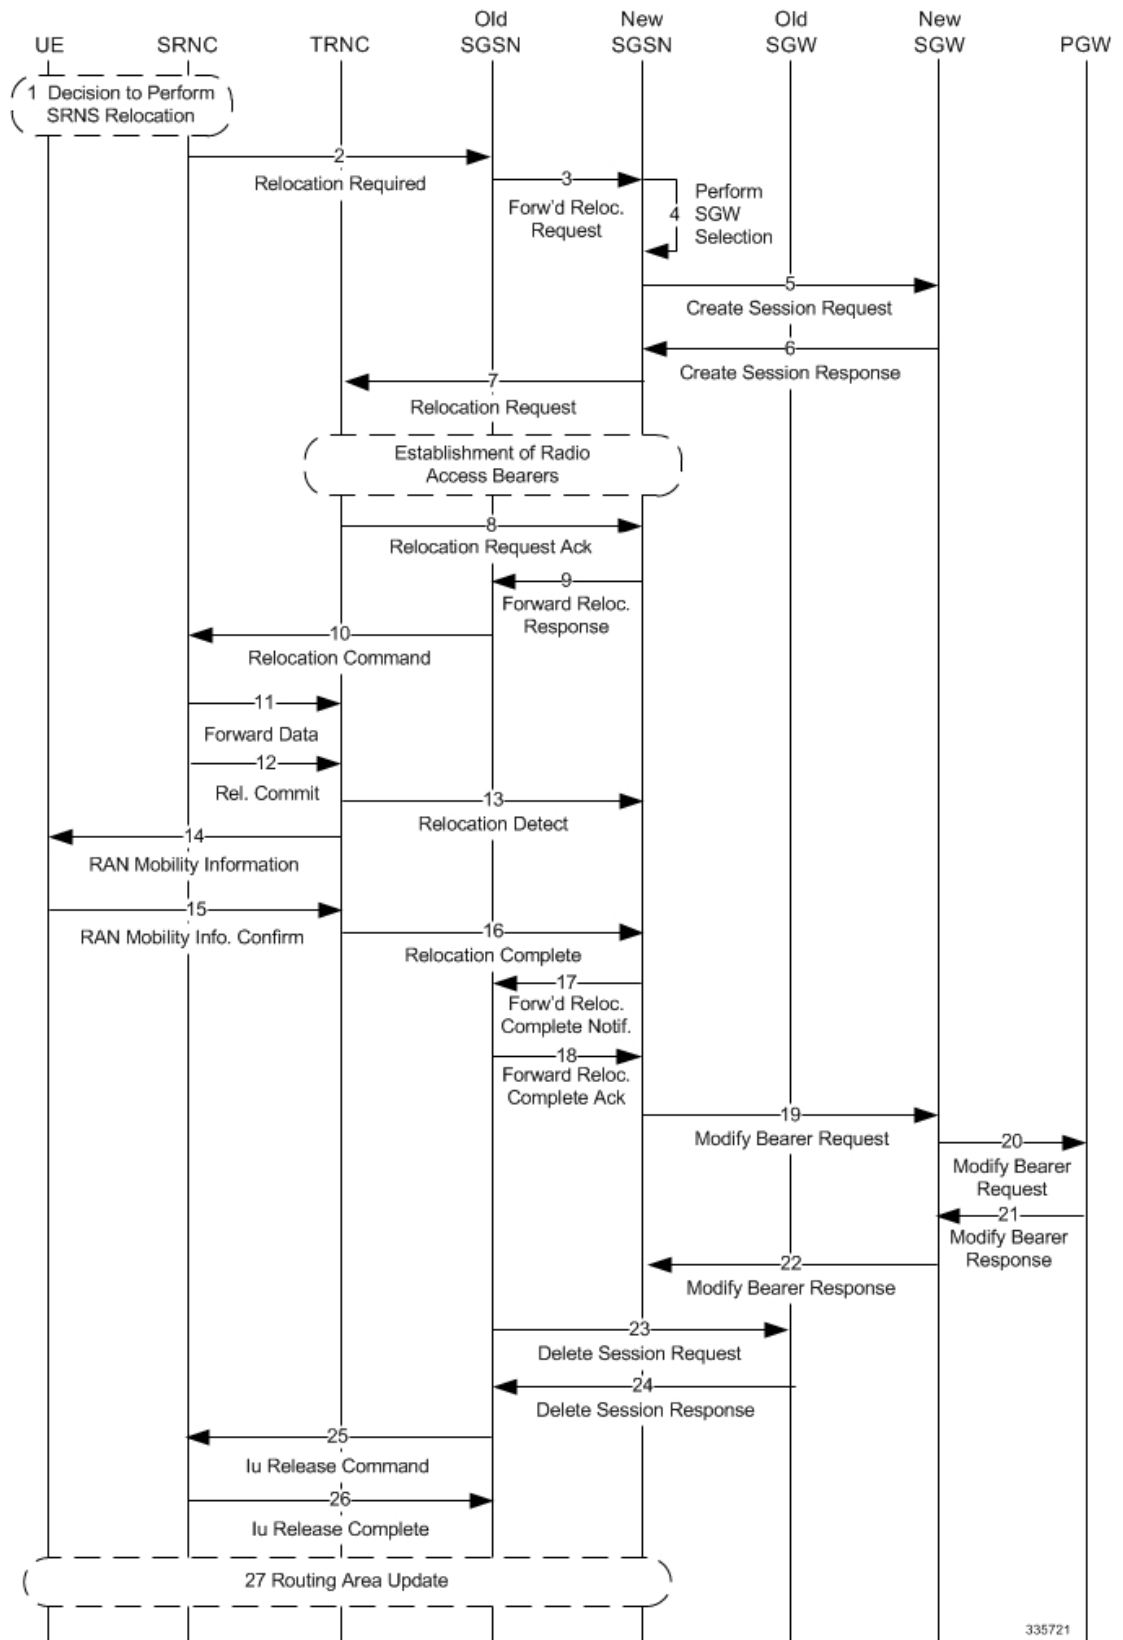 Old
New
Old
New
UE
SRNC
TRNC
SGSN
SGSN
SGW
SGW
PGW
1 Decision to Perform
SRNS Relocation
2
Relocation Required
3
Forw'd Reloc.
Request
4
Perform
SGW
Selection
5
Create Session Request
6
Create Session Response
7
Relocation Request
Establishment of Radio
Access Bearers
8
Relocation Request Ack
9
Forward Reloc.
Response
10
Relocation Command
11
Forward Data
12
Rel. Commit
13
Relocation Detect
14
RAN Mobility Information
15
RAN Mobility Info. Confirm
16
Relocation Complete
17
Forw'd Reloc.
Complete Notif.
18
Forward Reloc.
Complete Ack
19
Modify Bearer Request
20
Modify Bearer
Request
21
Modify Bearer
Response
22
Modify Bearer Response
23
Delete Session Request
24
Delete Session Response
25
Iu Release Command
26
Iu Release Complete
27 Routing Area Update
335721